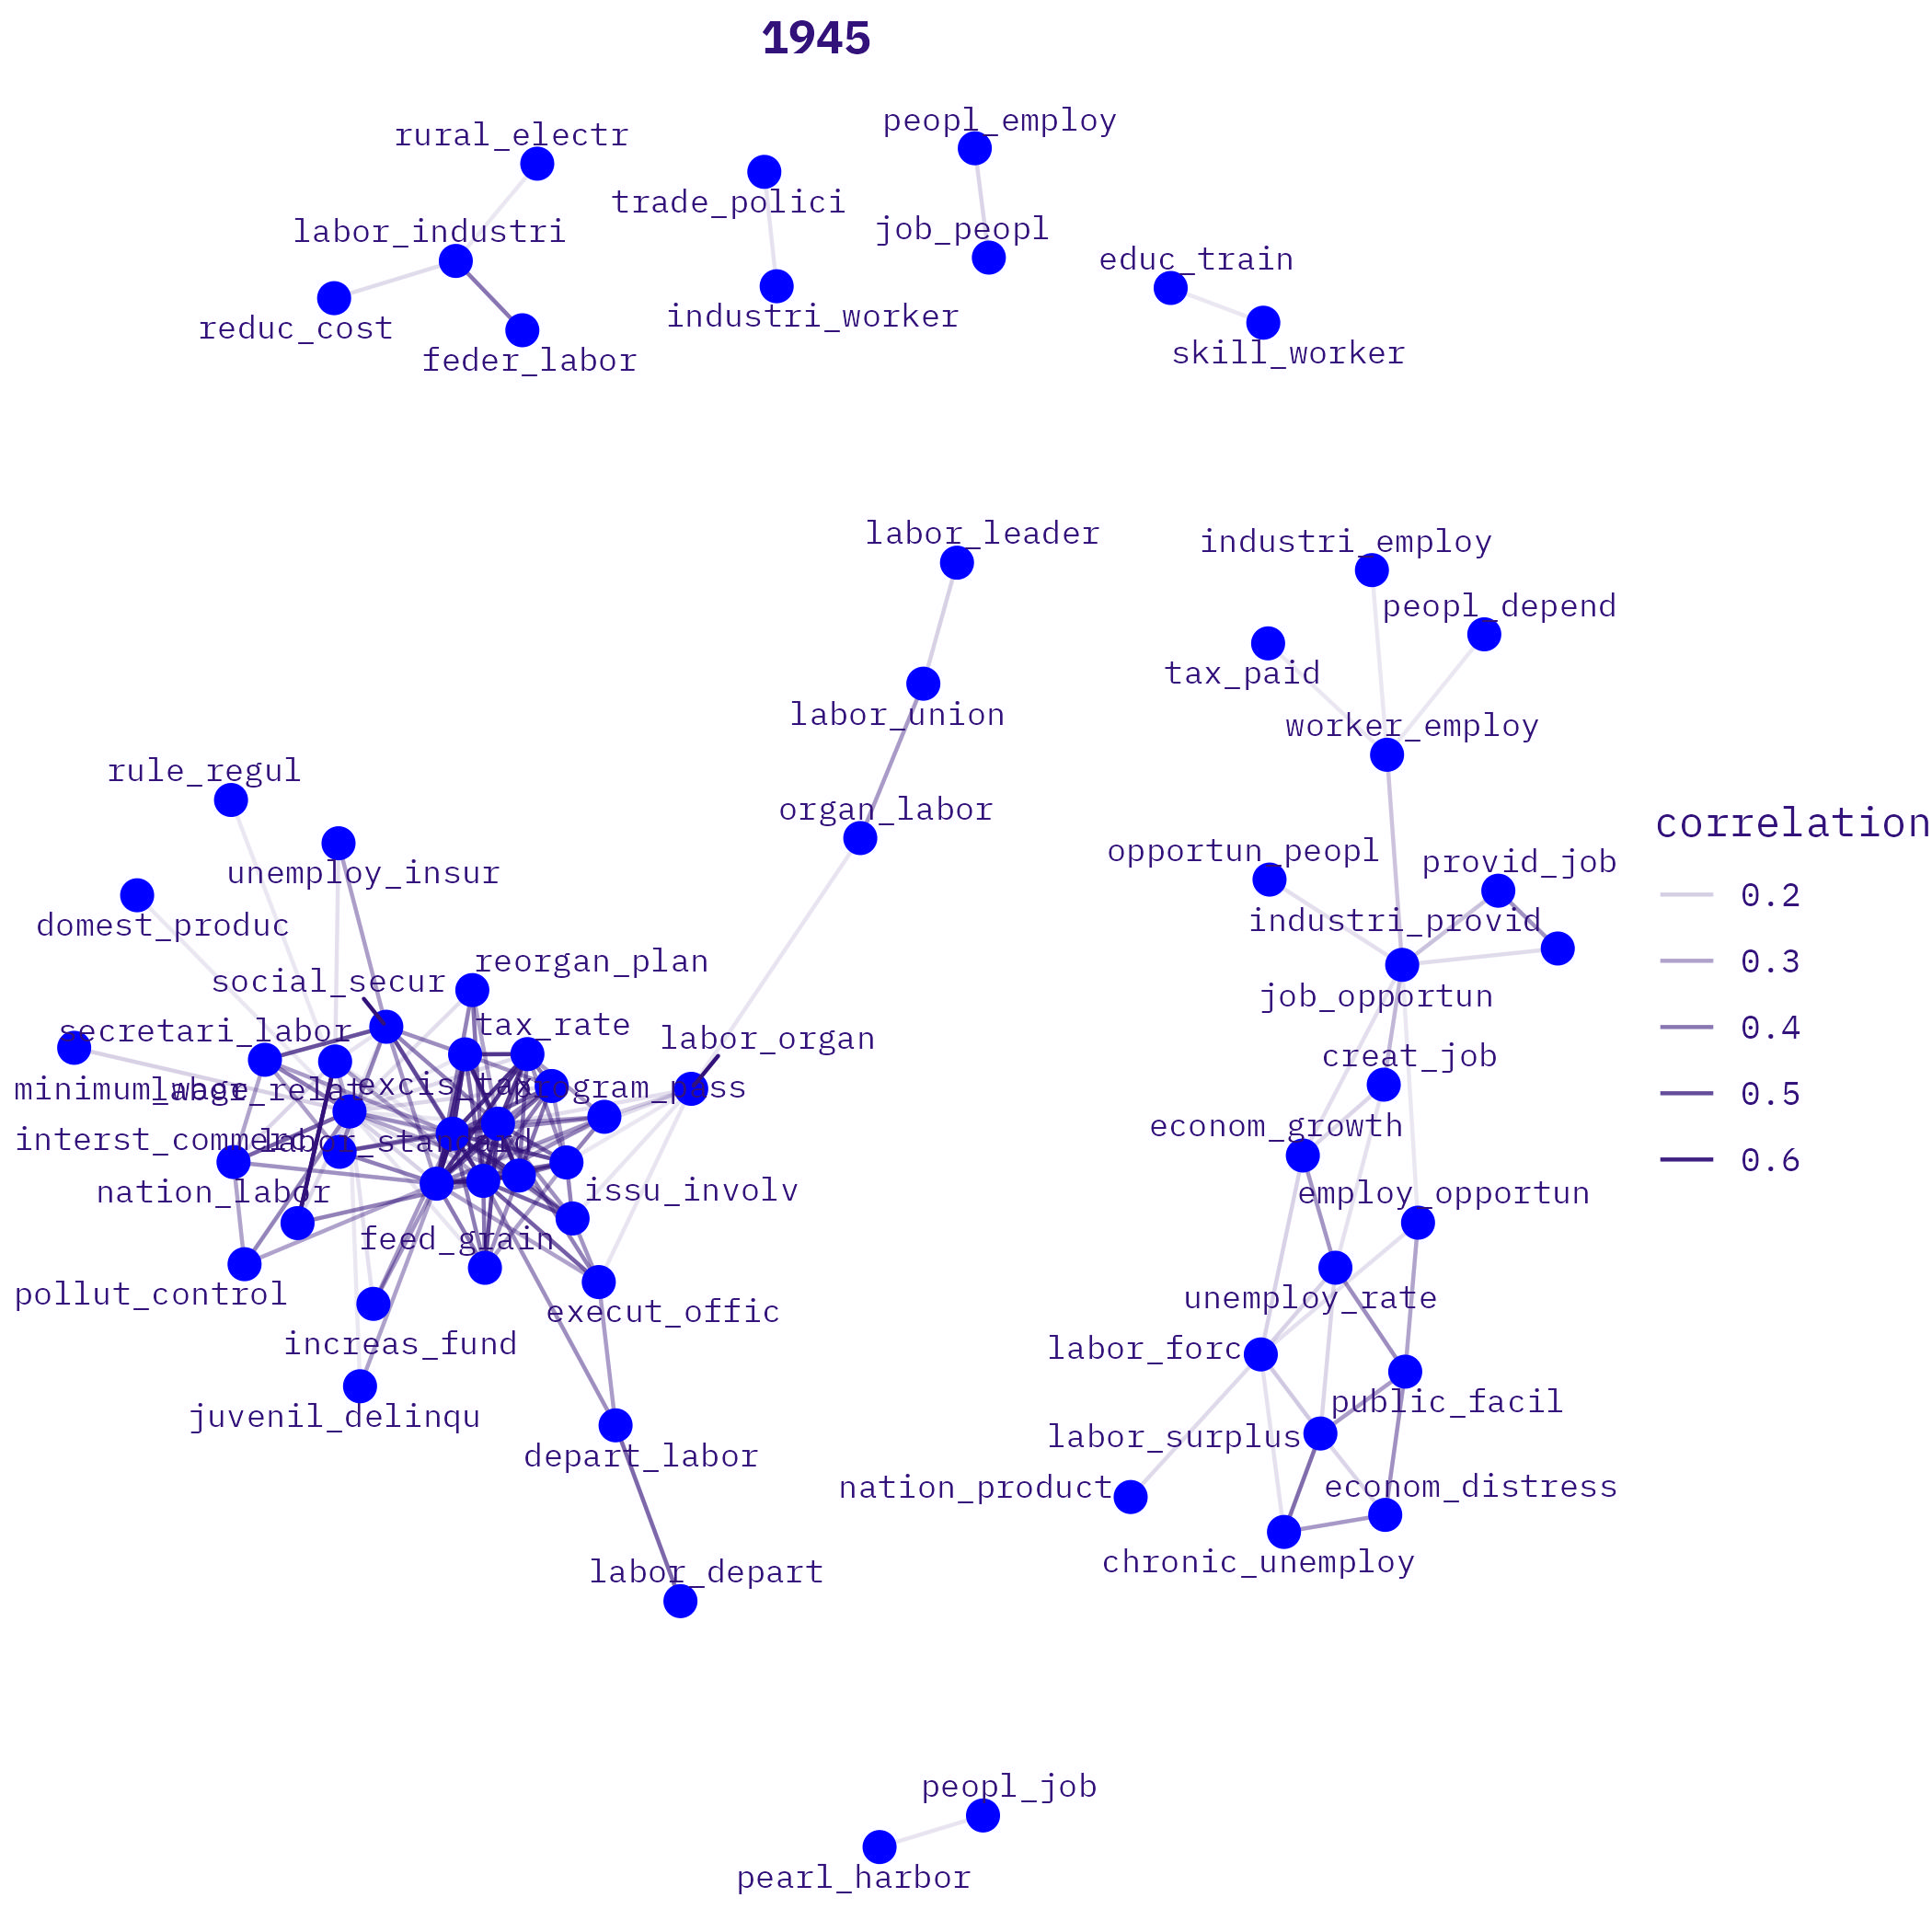 1945
peopl_employ
rural_electr
trade_polici
labor_industri
job_peopl
educ_train
industri_worker
reduc_cost
skill_worker
feder_labor
labor_leader
industri_employ
peopl_depend
tax_paid
labor_union
worker_employ
rule_regul
organ_labor
correlation
opportun_peopl
provid_job
unemploy_insur
0.2
domest_produc
industri_provid
reorgan_plan
0.3
social_secur
job_opportun
secretari_labor
tax_rate
0.4
labor_organ
creat_job
minimum_wage
labor_relat
excis_tax
program_pass
0.5
econom_growth
interst_commerc
labor_standard
0.6
nation_labor
issu_involv
employ_opportun
feed_grain
pollut_control
unemploy_rate
execut_offic
increas_fund
labor_forc
public_facil
juvenil_delinqu
labor_surplus
depart_labor
nation_product
econom_distress
chronic_unemploy
labor_depart
peopl_job
pearl_harbor